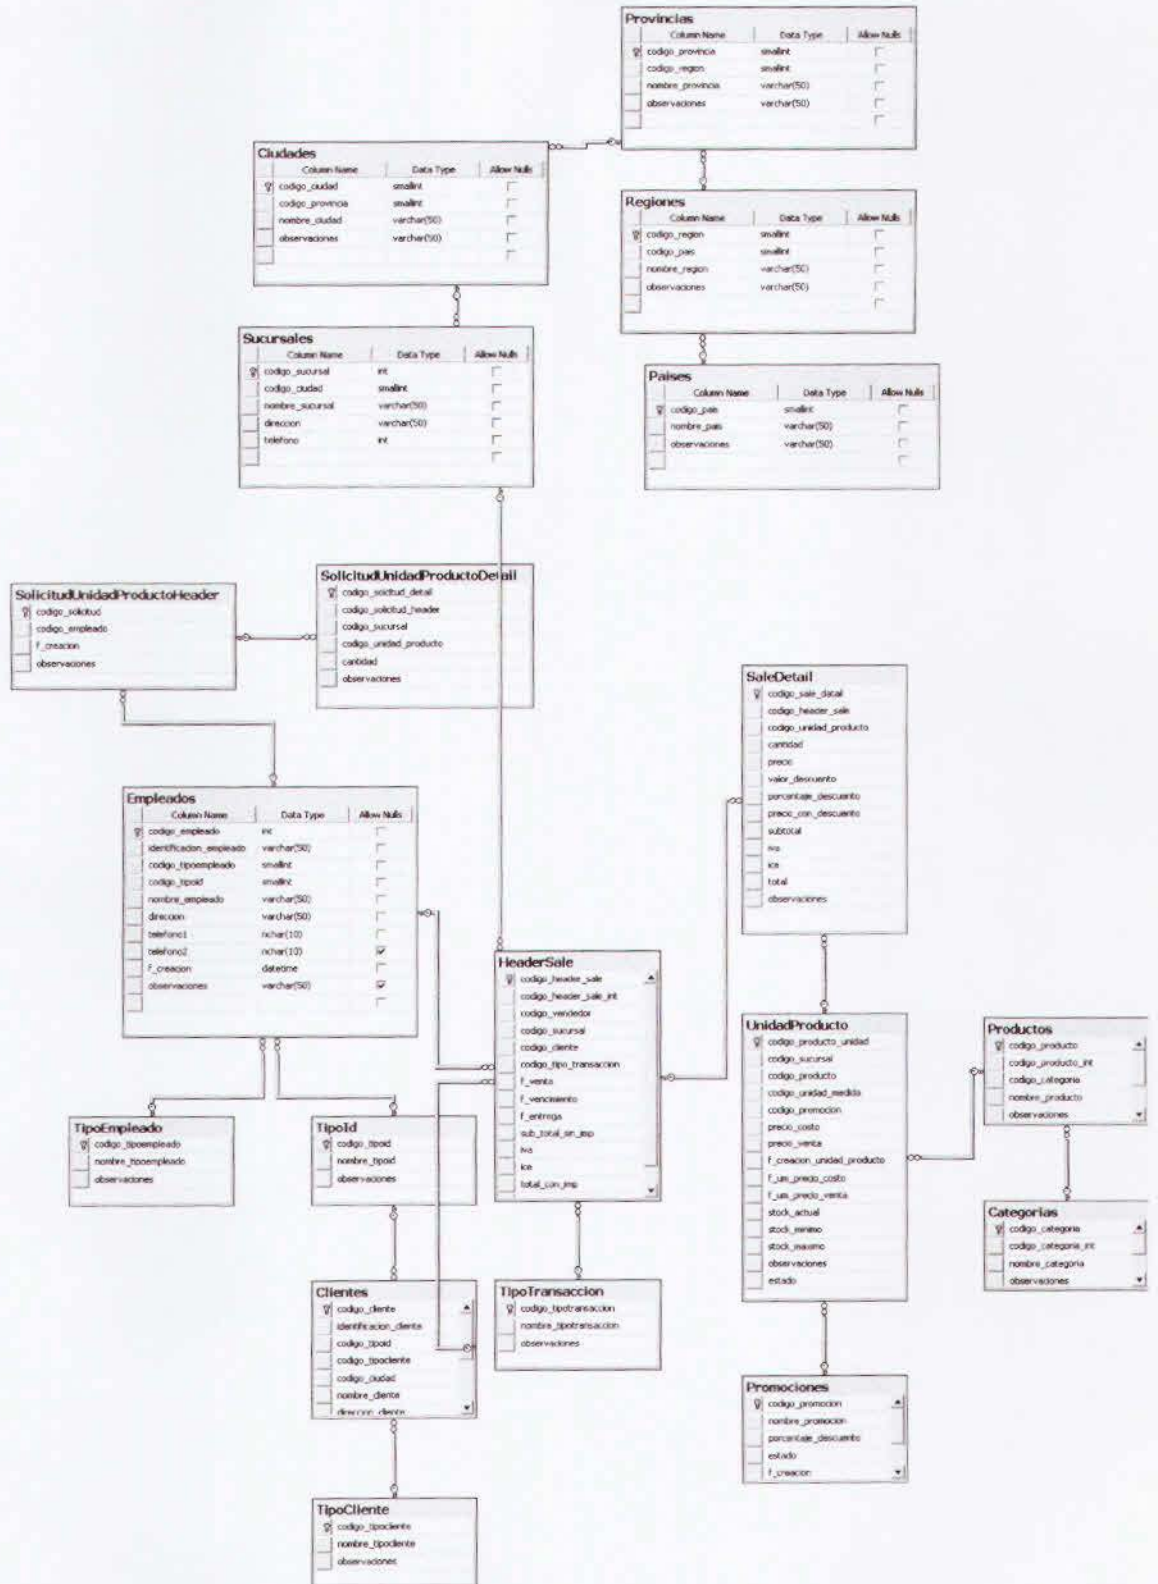 Provincias
Column Name Data Type Allow Nulls
codigo_provincia smallint
codigo_region smallint
nombre_provincia varchar(50)
observaciones varchar(50)
Ciudades
Column Name Data Type Allow Nulls
codigo_ciudad smallint
codigo_provincia smallint
nombre_ciudad varchar(50)
observaciones varchar(50)
Regiones
Column Name Data Type Allow Nulls
codigo_region smallint
codigo_pais smallint
nombre_region varchar(50)
observaciones varchar(50)
Sucursales
Column Name Data Type Allow Nulls
codigo_sucursal int
codigo_ciudad smallint
nombre_sucursal varchar(50)
direccion varchar(50)
telefono int
Paises
Column Name Data Type Allow Nulls
codigo_pais smallint
nombre_pais varchar(50)
observaciones varchar(50)
SolicitudUnidadProductoHeader
codigo_solicitud
codigo_empleado
f_creacion
observaciones
SolicitudUnidadProductoDetail
codigo_solicitud_detail
codigo_solicitud_header
codigo_sucursal
codigo_unidad_producto
cantidad
observaciones
SaleDetail
codigo_sale_detail
codigo_header_sale
codigo_unidad_producto
cantidad
precio
valor_descuento
porcentaje_descuento
precio_con_descuento
subtotal
iva
ice
total
observaciones
Empleados
Column Name Data Type Allow Nulls
codigo_empleado int
identificacion_empleado varchar(50)
codigo_tipoempleado smallint
codigo_tipoid smallint
nombre_empleado varchar(50)
direccion varchar(50)
telefono1 nchar(10)
telefono2 nchar(10)
f_creacion datetime
observaciones varchar(50)
HeaderSale
codigo_header_sale
codigo_header_sale_int
codigo_vendedor
codigo_sucursal
codigo_cliente
codigo_tipo_transaccion
f_venta
f_vencimiento
f_entrega
sub_total_sin_imp
iva
ice
total_con_imp
UnidadProducto
codigo_producto_unidad
codigo_sucursal
codigo_producto
codigo_unidad_medida
codigo_promocion
precio_costo
precio_venta
f_creacion_unidad_producto
f_um_precio_costo
f_um_precio_venta
stock_actual
stock_minimo
stock_maximo
observaciones
estado
Productos
codigo_producto
codigo_producto_int
codigo_categoria
nombre_producto
observaciones
TipoEmpleado
codigo_tipoempleado
nombre_tipoempleado
observaciones
TipoId
codigo_tipoid
nombre_tipoid
observaciones
Categorias
codigo_categoria
codigo_categoria_int
nombre_categoria
observaciones
Clientes
codigo_cliente
identificacion_cliente
codigo_tipoid
codigo_tipocliente
codigo_ciudad
nombre_cliente
direccion_cliente
TipoTransaccion
codigo_tipotransaccion
nombre_tipotransaccion
observaciones
Promociones
codigo_promocion
nombre_promocion
porcentaje_descuento
estado
f_creacion
TipoCliente
codigo_tipocliente
nombre_tipocliente
observaciones